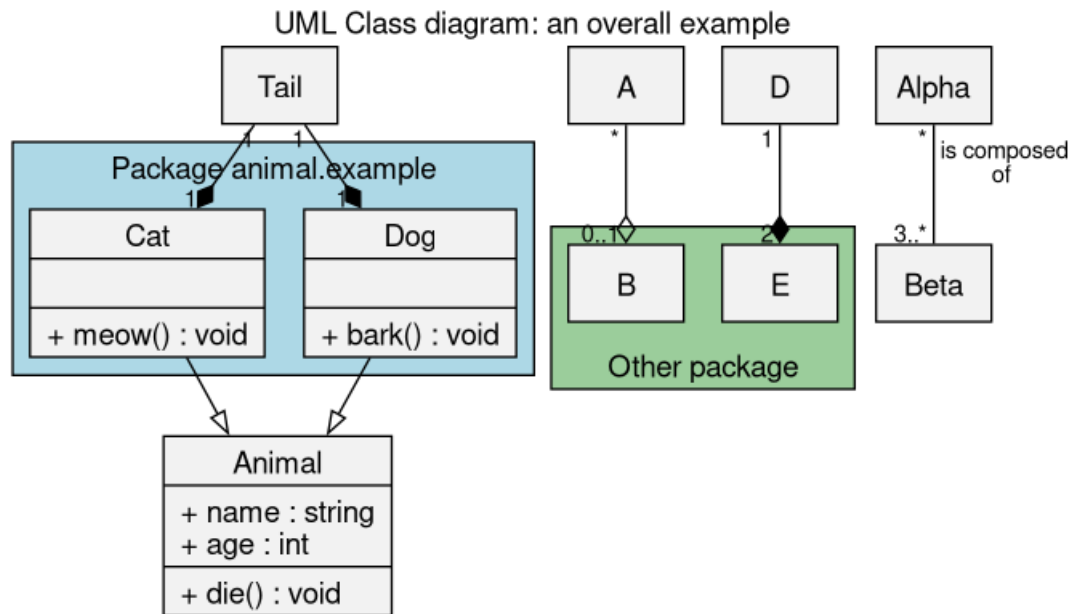 UML Class diagram: an overall example
Tail
A
D
Alpha
1
1
*
1
*
is composed
of
Package animal.example
1
1
0..1
2
3..*
Cat
Dog
B
E
Beta
+ meow() : void
+ bark() : void
Other package
Animal
+ name : string
+ age : int
+ die() : void